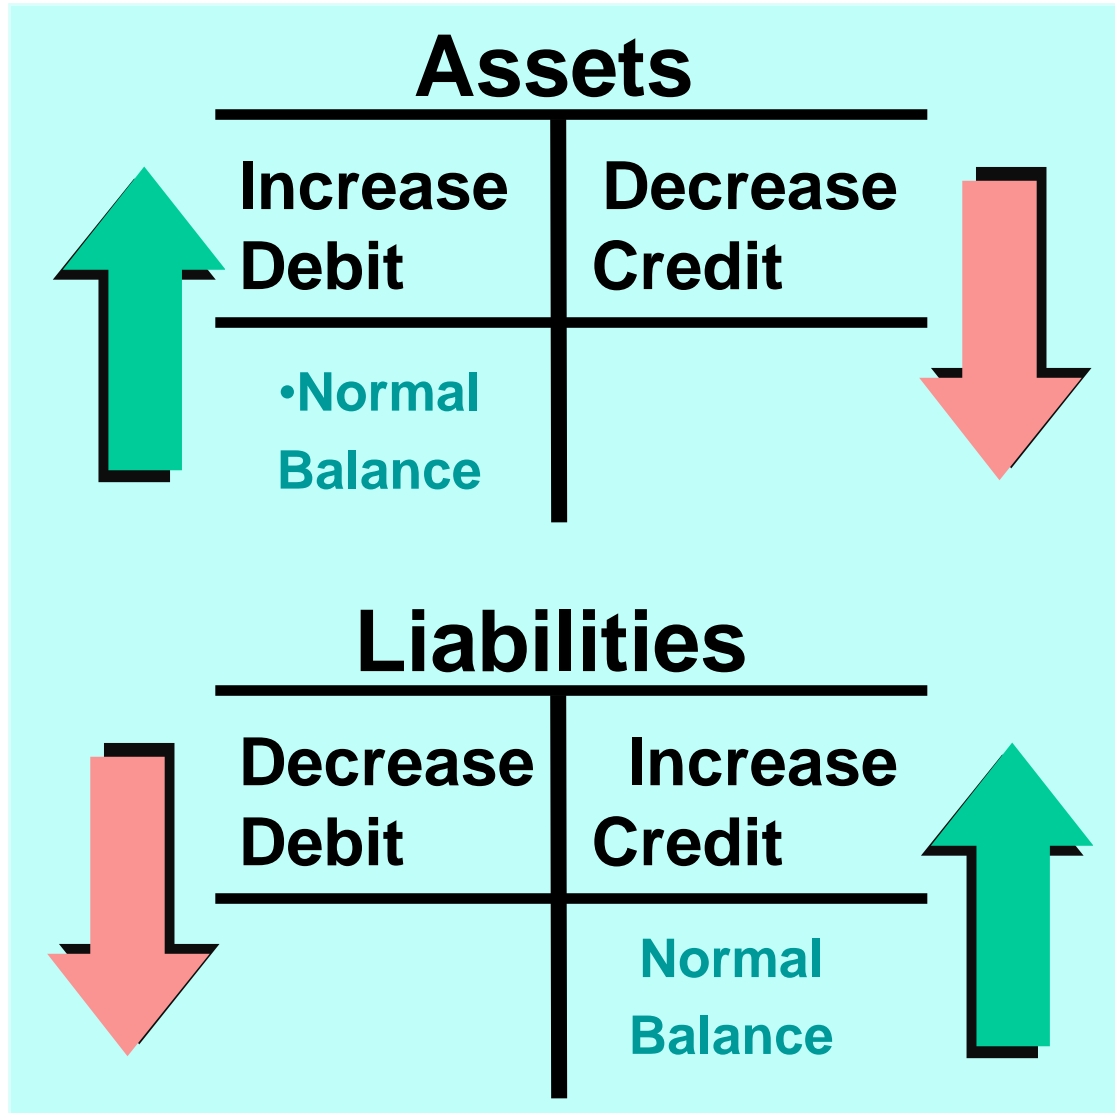 Assets
Increase Decrease
Debit Credit
•Normal
Balance
Liabilities
Decrease Increase
Debit Credit
Normal
Balance